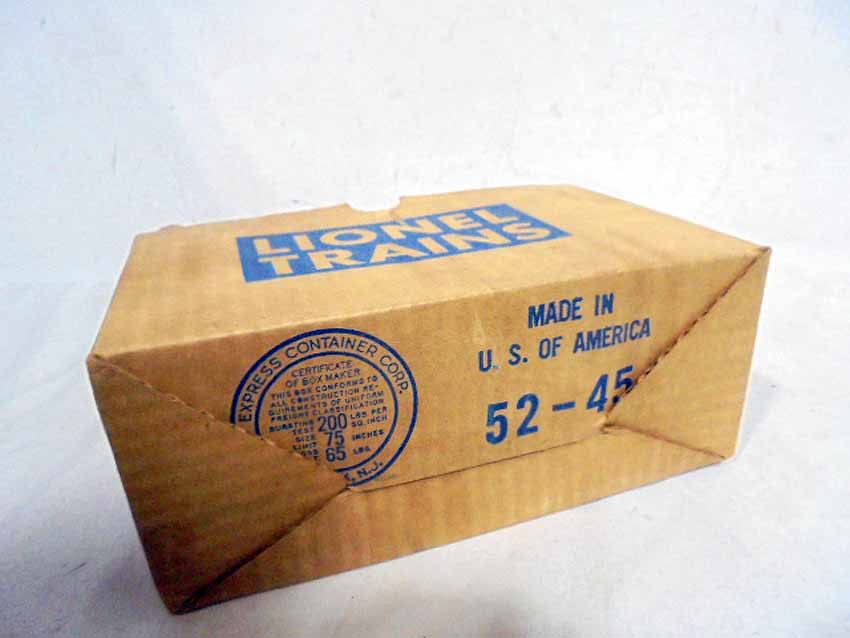 LIONEL
TRAINS
MADE IN
U. S. OF AMERICA
52-45
EXPRESS CONTAINER CORP.
CERTIFICATE
OF BOX MAKER
THIS BOX CONFORMS TO
ALL CONSTRUCTION RE-
QUIREMENTS OF UNIFORM
FREIGHT CLASSIFICATION
BURSTING TEST 200 LBS PER SQ. INCH
SIZE LIMIT 75 INCHES
65 LBS.
N.J.